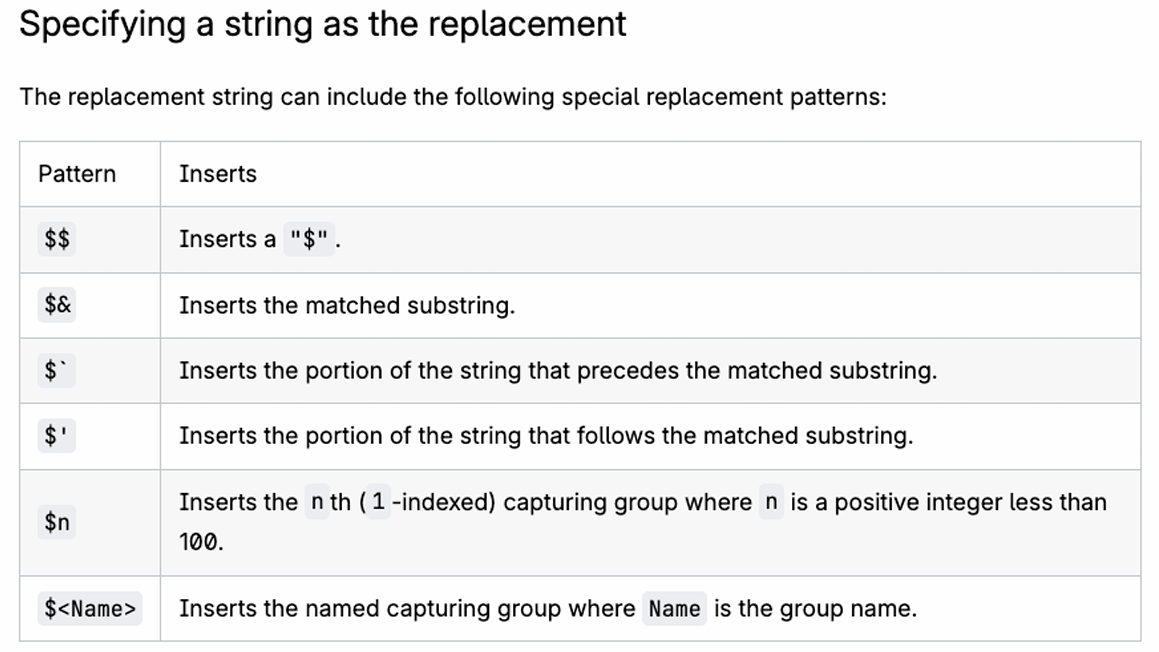 Specifying a string as the replacement
The replacement string can include the following special replacement patterns:
Pattern Inserts
$$ Inserts a "$".
$& Inserts the matched substring.
$` Inserts the portion of the string that precedes the matched substring.
$' Inserts the portion of the string that follows the matched substring.
$n Inserts the nth (1-indexed) capturing group where n is a positive integer less than
100.
$<Name> Inserts the named capturing group where Name is the group name.